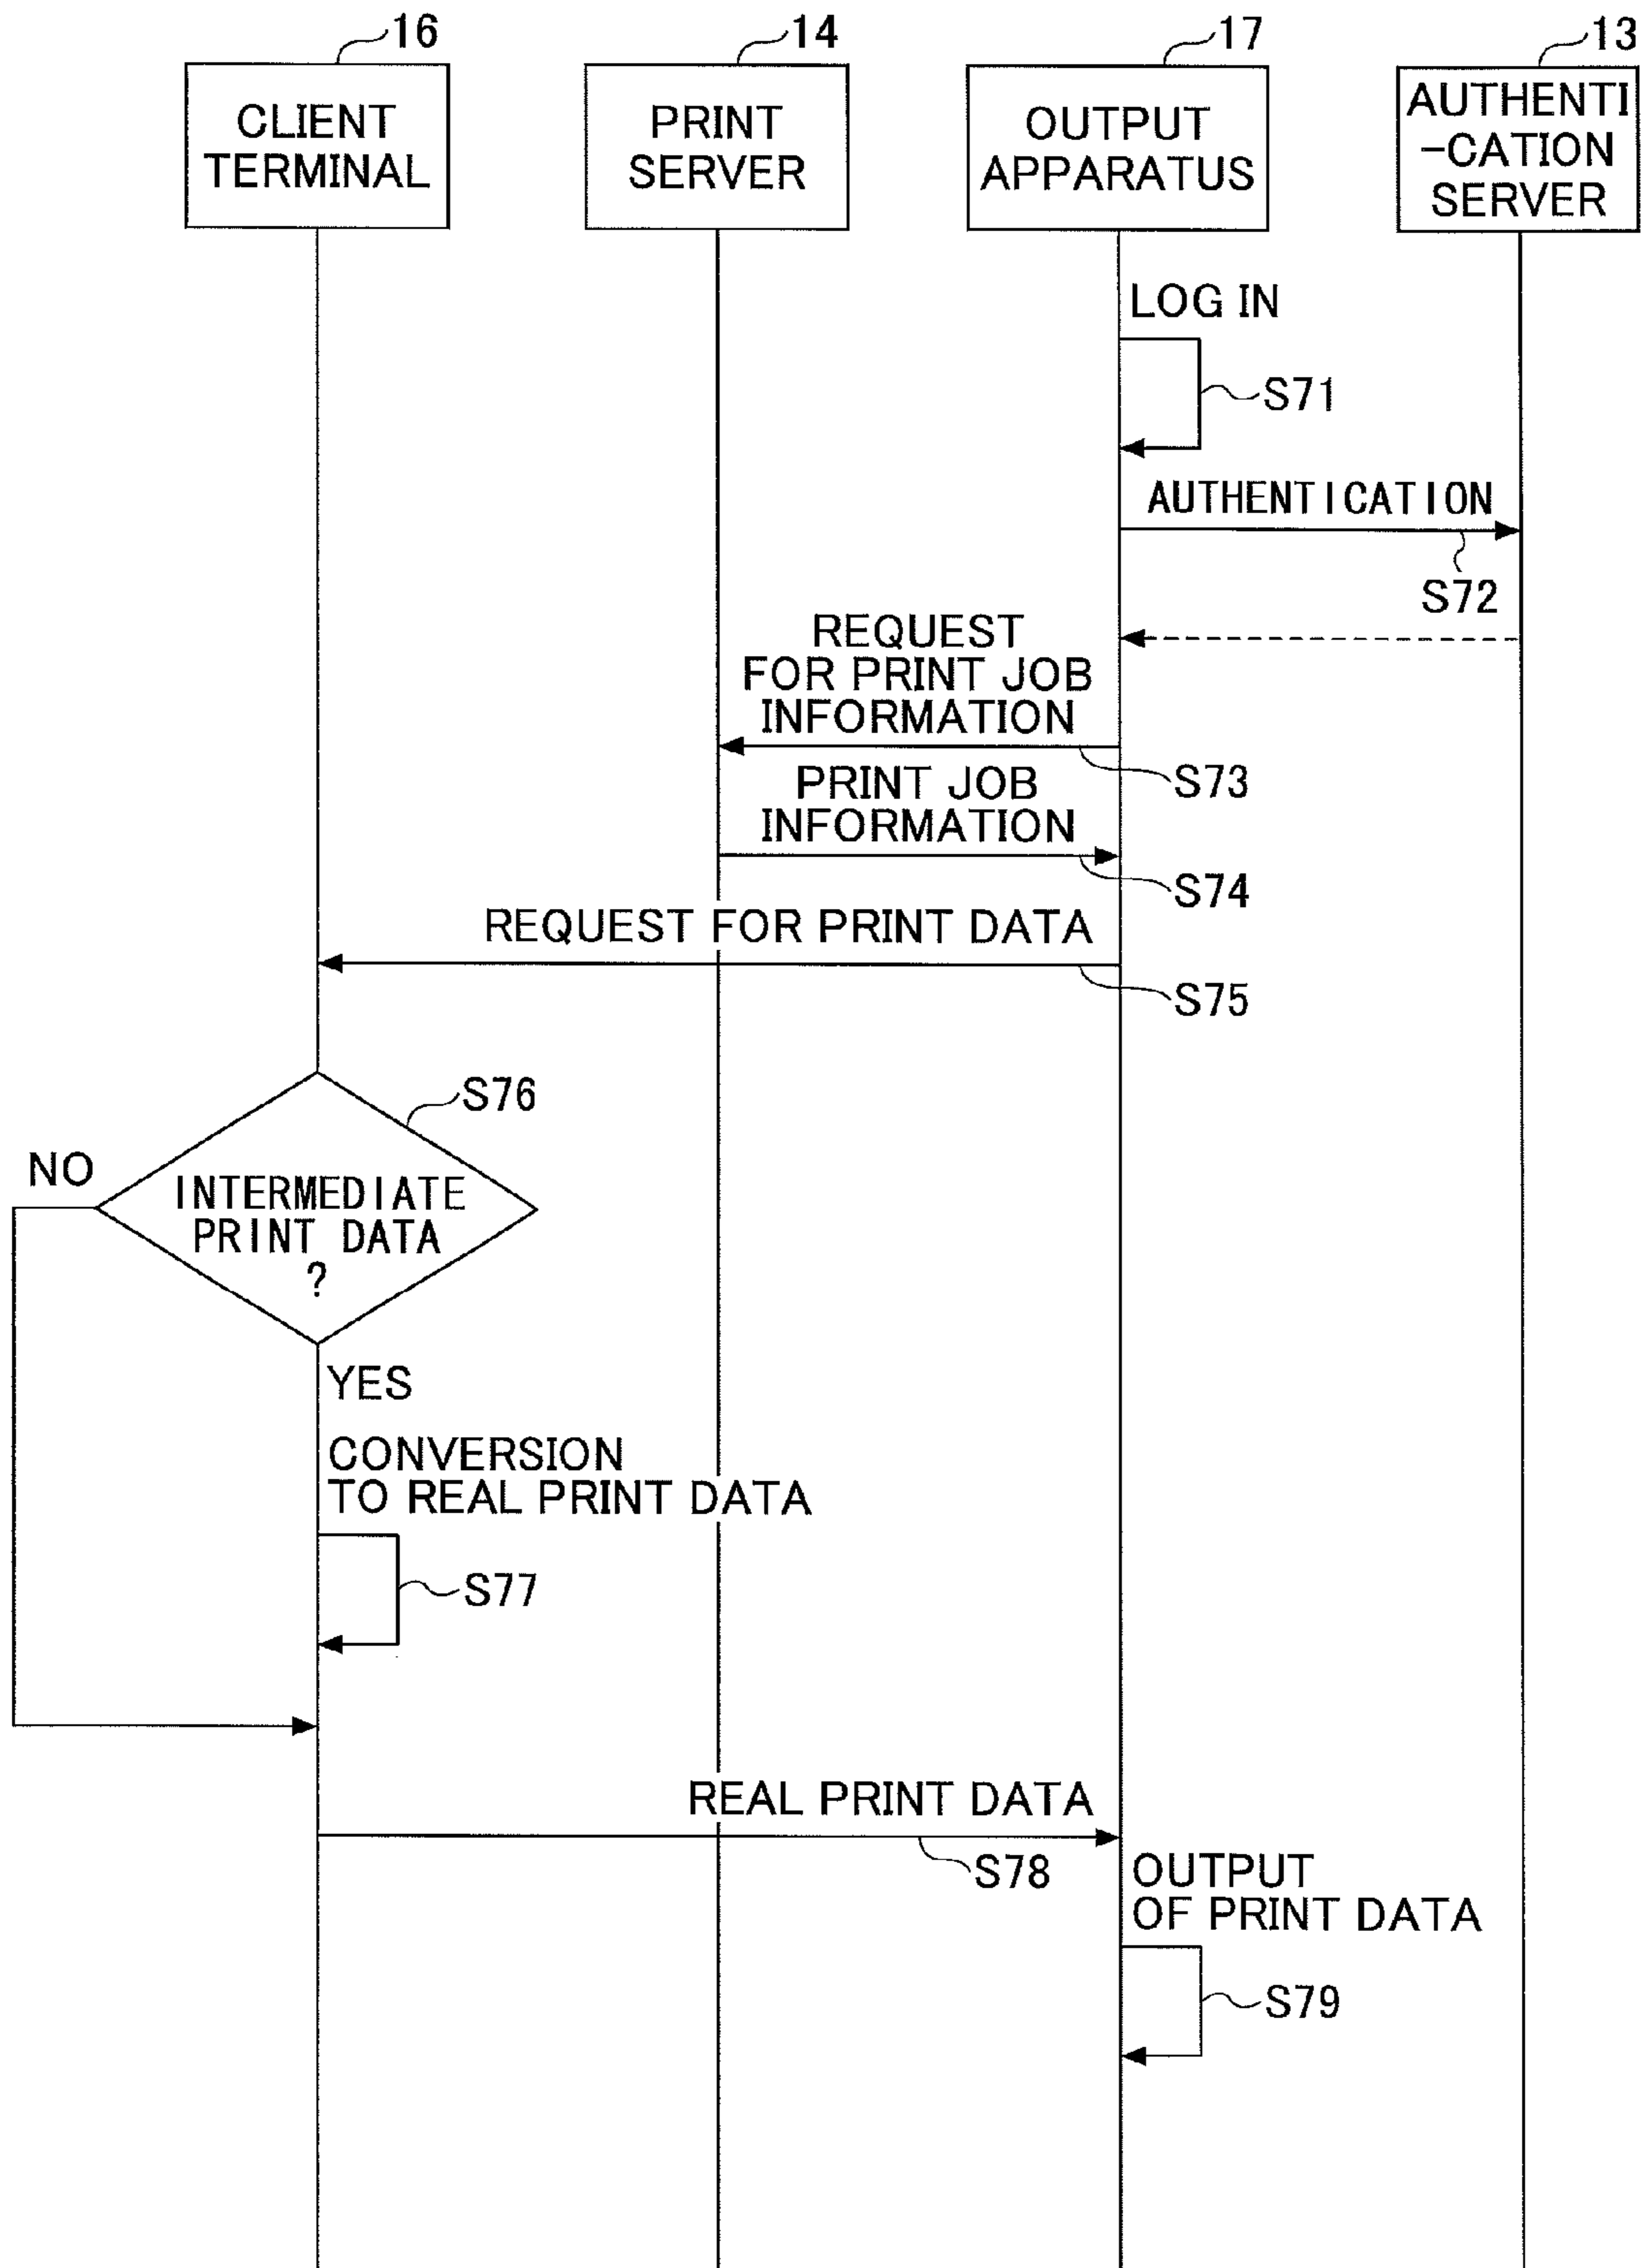 16
14
17
13
CLIENT
TERMINAL
PRINT
SERVER
OUTPUT
APPARATUS
AUTHENTI
-CATION
SERVER
LOG IN
S71
AUTHENTICATION
S72
REQUEST
FOR PRINT JOB
INFORMATION
S73
PRINT JOB
INFORMATION
S74
REQUEST FOR PRINT DATA
S75
S76
NO
INTERMEDIATE
PRINT DATA
?
YES
CONVERSION
TO REAL PRINT DATA
S77
REAL PRINT DATA
S78
OUTPUT
OF PRINT DATA
S79